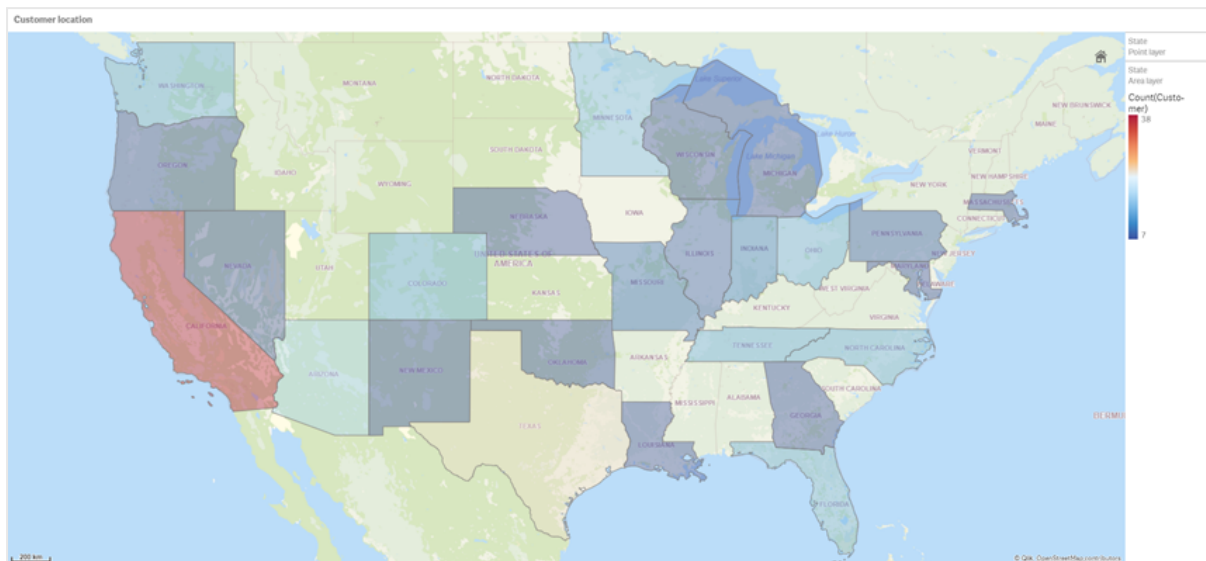 Customer location
State
Point layer
State
Area layer
Count(Custo-
mer)
38
7
WASHINGTON
MONTANA
NORTH DAKOTA
MINNESOTA
Lake Superior
NEW BRUNSWICK
MAINE
Lake Huron
OREGON
IDAHO
WYOMING
SOUTH DAKOTA
WISCONSIN
Lake Michigan
MICHIGAN
VERMONT
NEW HAMPSHIRE
NEW YORK
MASSACHUSETTS
CONNECTICUT
IOWA
NEBRASKA
NEVADA
UTAH
COLORADO
UNITED STATES OF
AMERICA
KANSAS
MISSOURI
ILLINOIS
INDIANA
OHIO
PENNSYLVANIA
NEW JERSEY
MARYLAND
DELAWARE
WEST VIRGINIA
VIRGINIA
KENTUCKY
CALIFORNIA
ARIZONA
NEW MEXICO
OKLAHOMA
ARKANSAS
TENNESSEE
NORTH CAROLINA
SOUTH CAROLINA
TEXAS
LOUISIANA
MISSISSIPPI
ALABAMA
GEORGIA
FLORIDA
BERMU
200 km
© Qlik, OpenStreetMap contributors